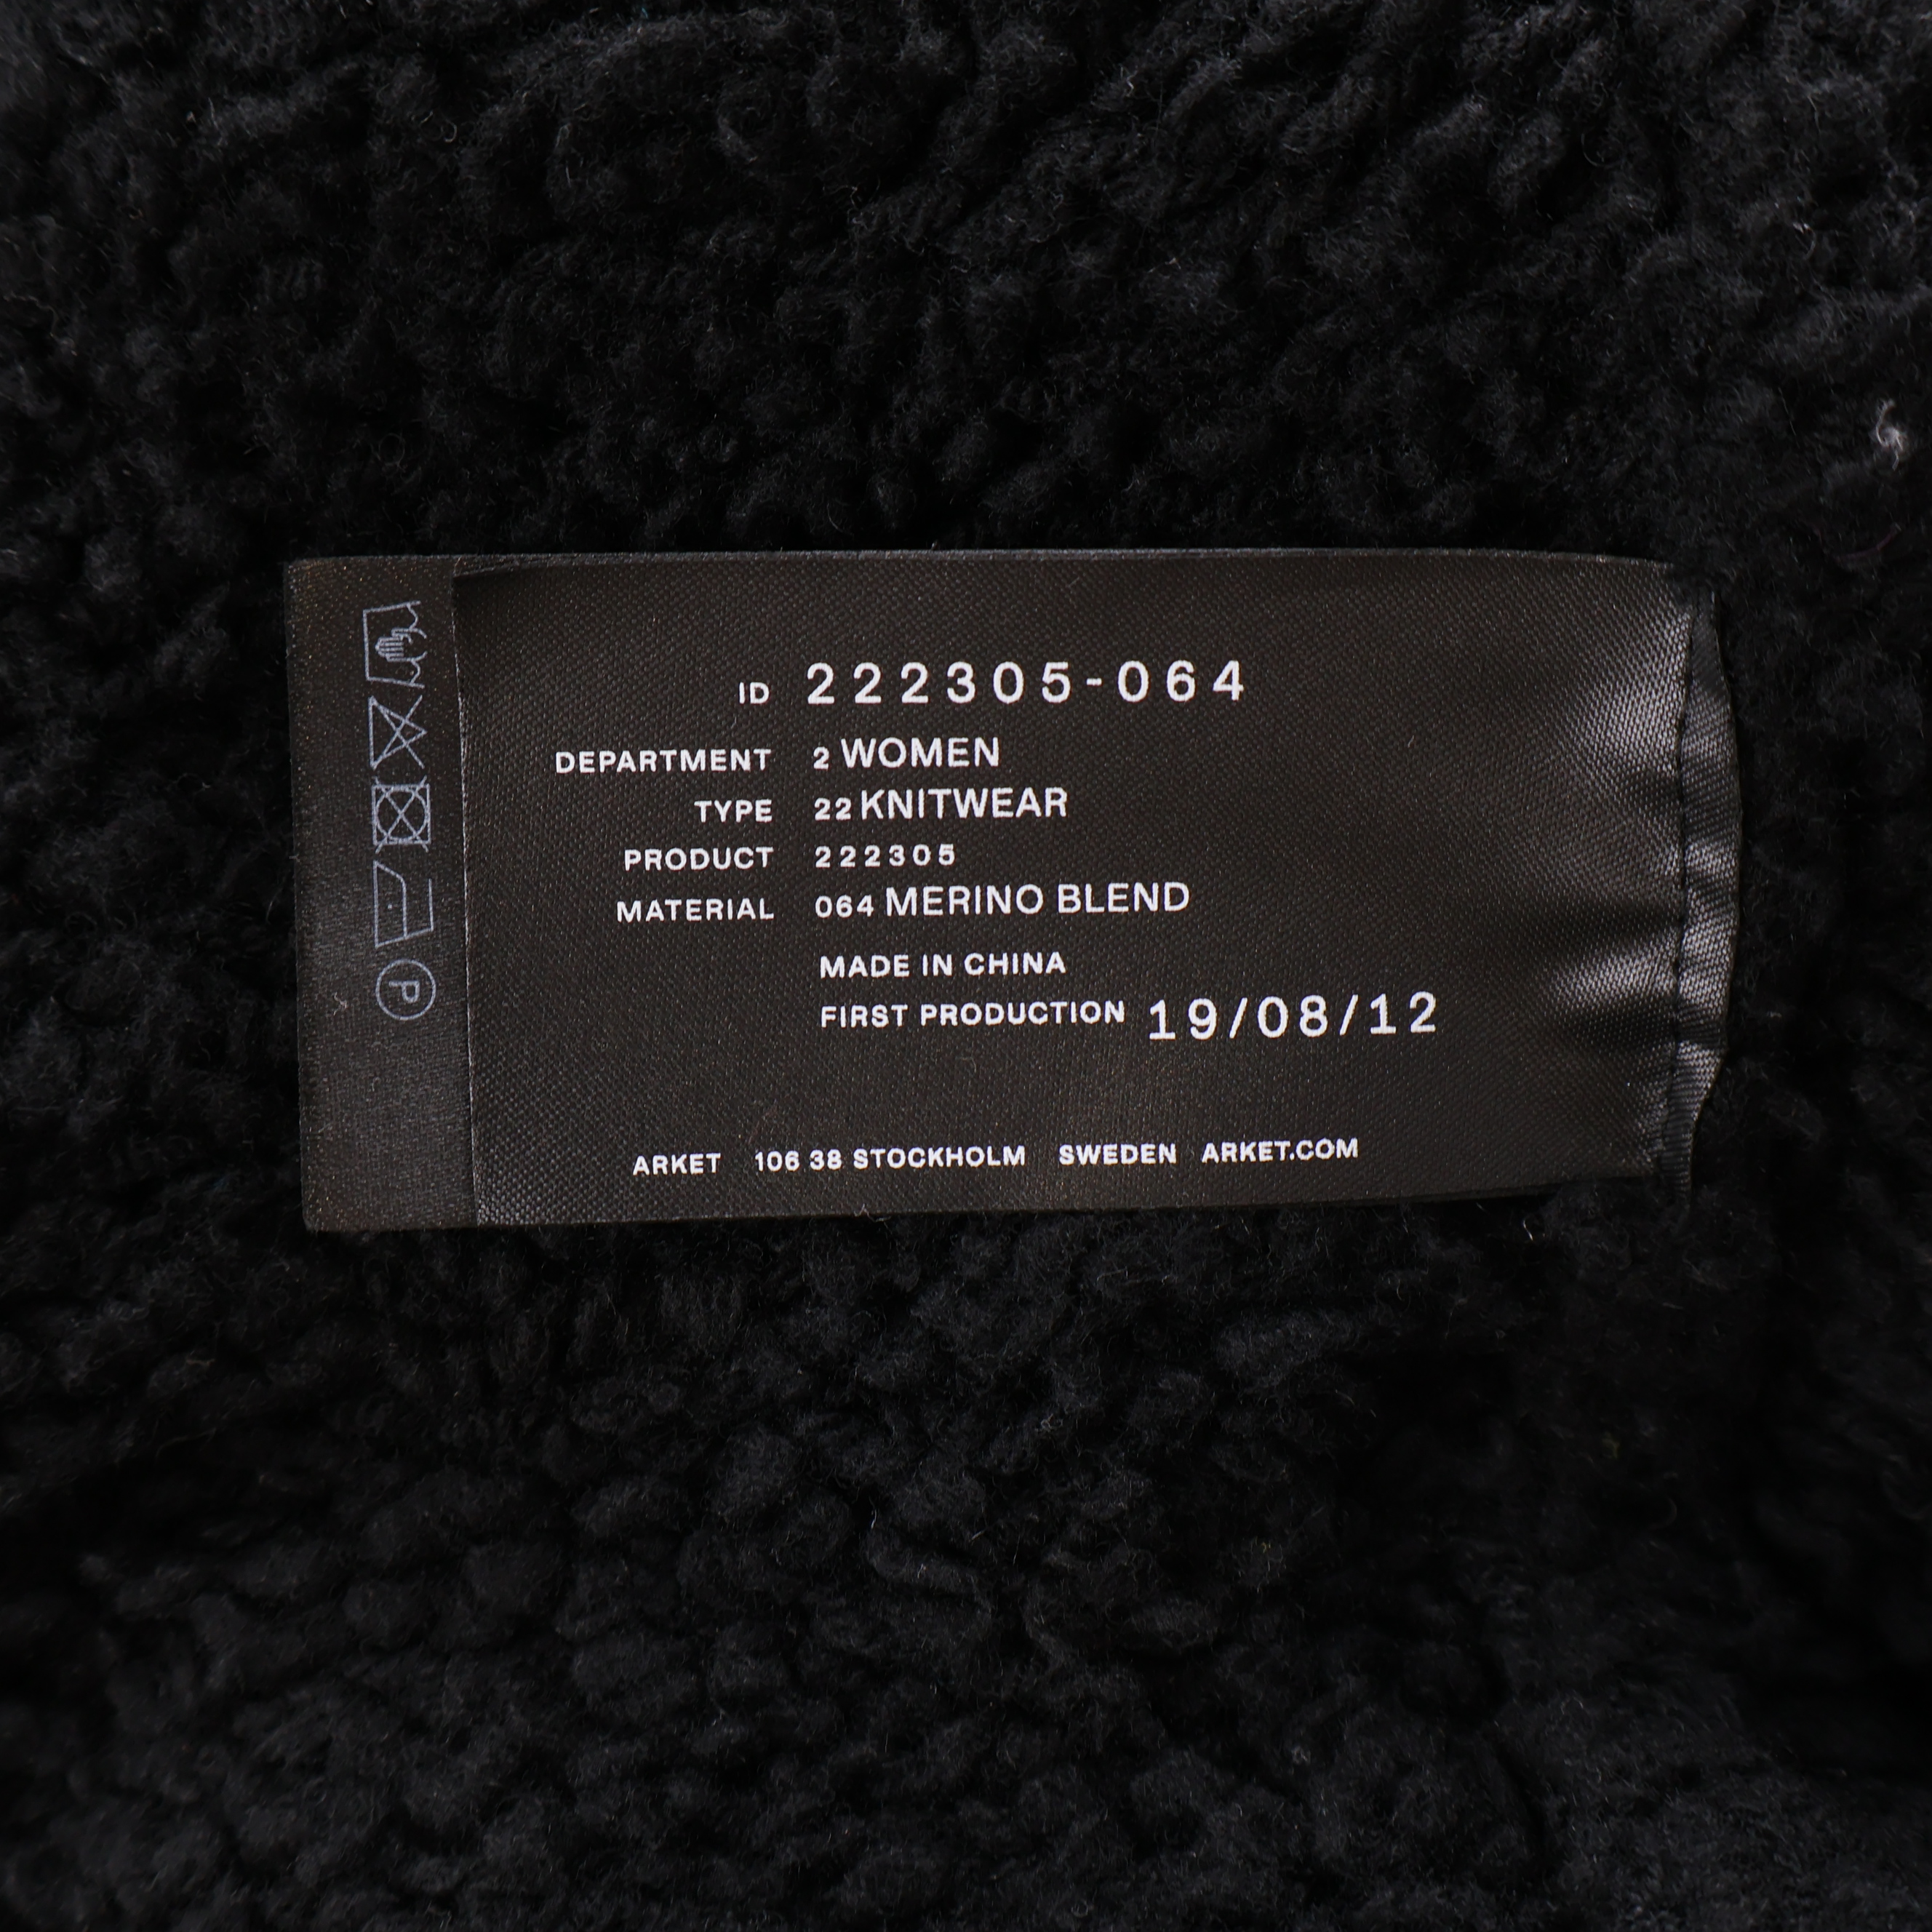 ID 222305-064
DEPARTMENT 2 WOMEN
TYPE 22 KNITWEAR
PRODUCT 222305
MATERIAL 064 MERINO BLEND
MADE IN CHINA
FIRST PRODUCTION 19/08/12
ARKET 106 38 STOCKHOLM SWEDEN ARKET.COM
P